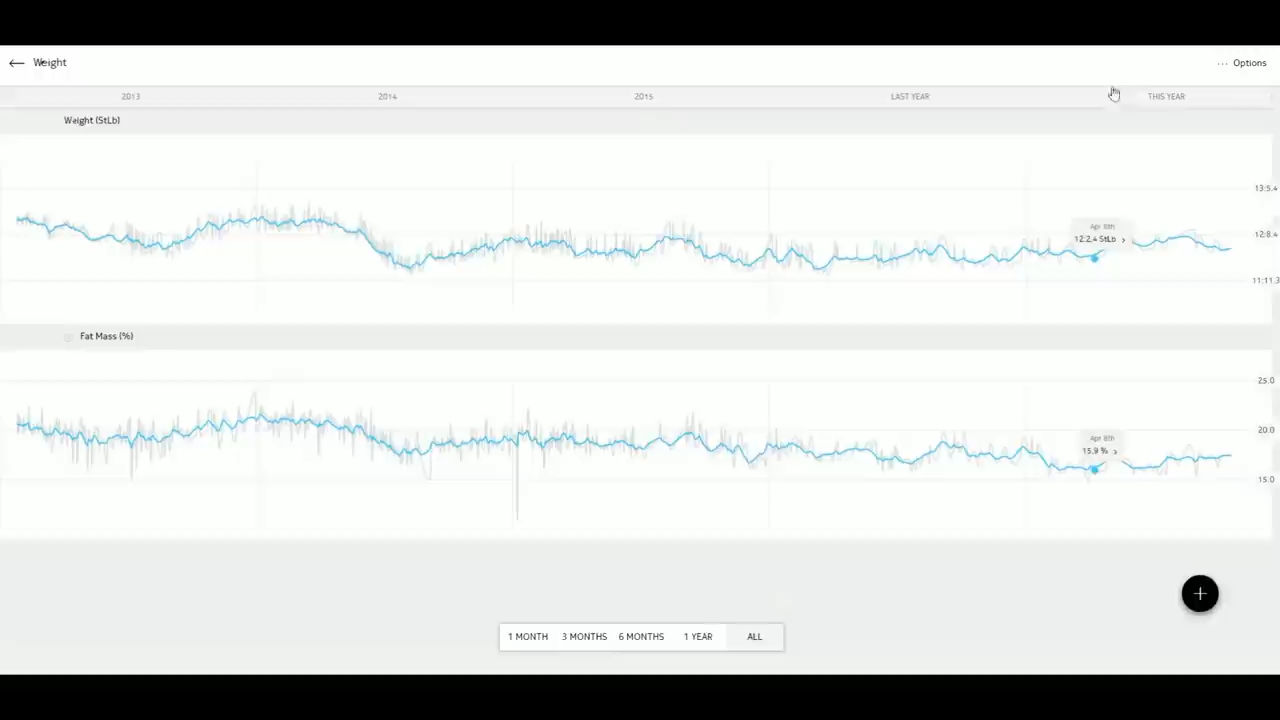 Weight
Options
2013 2014 2015 LAST YEAR THIS YEAR
Weight (StLb)
13:5.4
Apr 8th
12:8.4
12:2.4 StLb
11:11.3
Fat Mass (%)
25.0
20.0
Apr 8th
15.9 %
15.0
1 MONTH 3 MONTHS 6 MONTHS 1 YEAR ALL